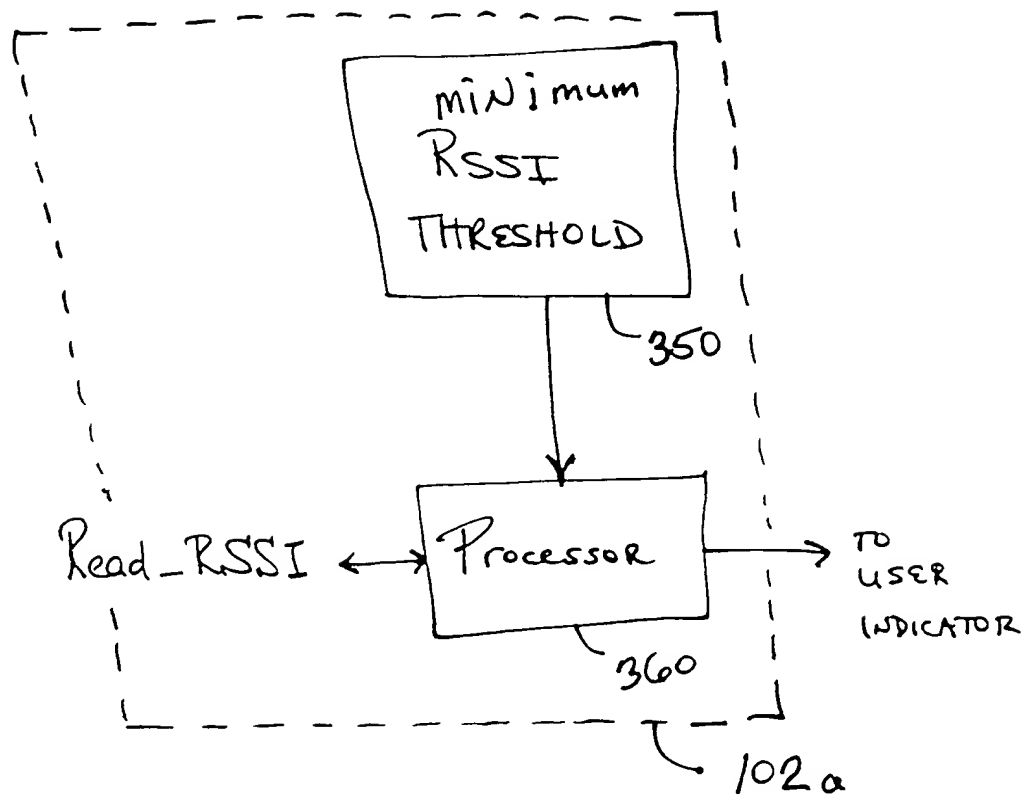 miNimum
RSSI
THRESHOLD
350
Read_RSSI
Processor
TO
USER
INDICATOR
360
102a